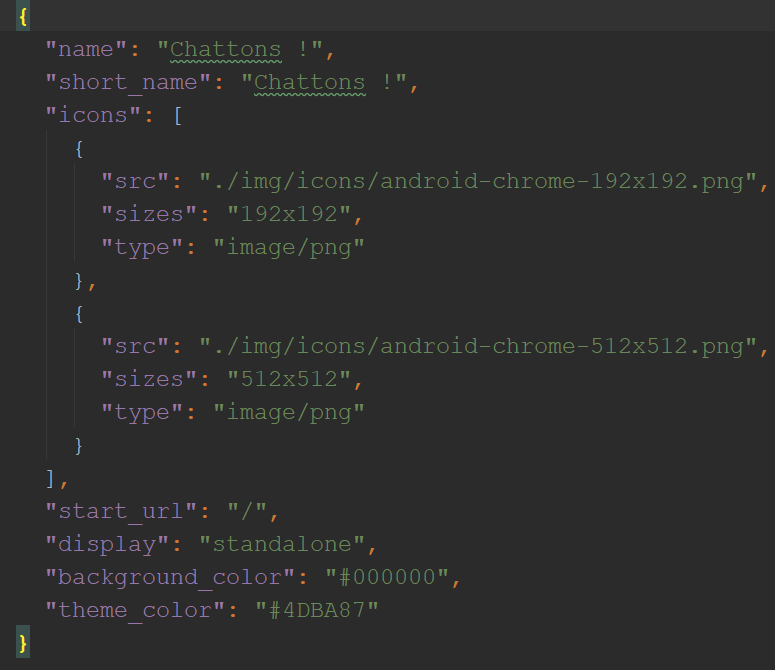 {
  "name": "Chattons !",
  "short_name": "Chattons !",
  "icons": [
    {
      "src": "./img/icons/android-chrome-192x192.png",
      "sizes": "192x192",
      "type": "image/png"
    },
    {
      "src": "./img/icons/android-chrome-512x512.png",
      "sizes": "512x512",
      "type": "image/png"
    }
  ],
  "start_url": "/",
  "display": "standalone",
  "background_color": "#000000",
  "theme_color": "#4DBA87"
}